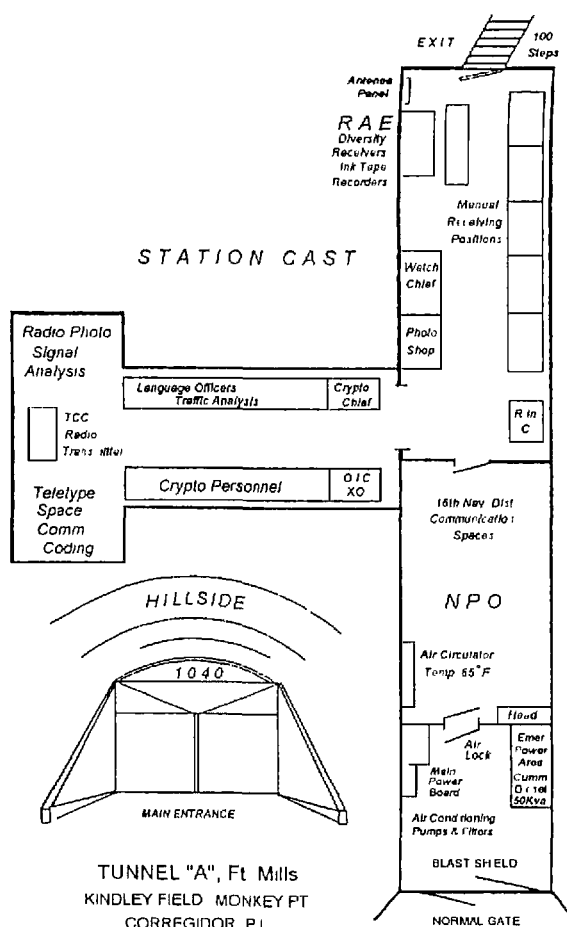 EXIT
100
Steps
Antenna
Panel
RAE
Diversity
Receivers
Ink Tape
Recorders
Manual
Receiving
Positions
STATION CAST
Watch
Chief
Photo
Shop
Radio Photo
Signal
Analysis
Language Officers
Traffic Analysis
Crypto
Chief
TCC
Radio
Transmitter
R in
C
Crypto Personnel
OIC
XO
Teletype
Space
Comm
Coding
16th Nav Dist
Communication
Spaces
NPO
HILLSIDE
1040
MAIN ENTRANCE
Air Circulator
Temp 65°F
Head
Air
Lock
Main
Power
Board
Emer
Power
Area
Cumm
Diesel
50Kva
Air Conditioning
Pumps & Filters
BLAST SHIELD
NORMAL GATE
TUNNEL "A", Ft Mills
KINDLEY FIELD MONKEY PT
CORREGIDOR, P.I.